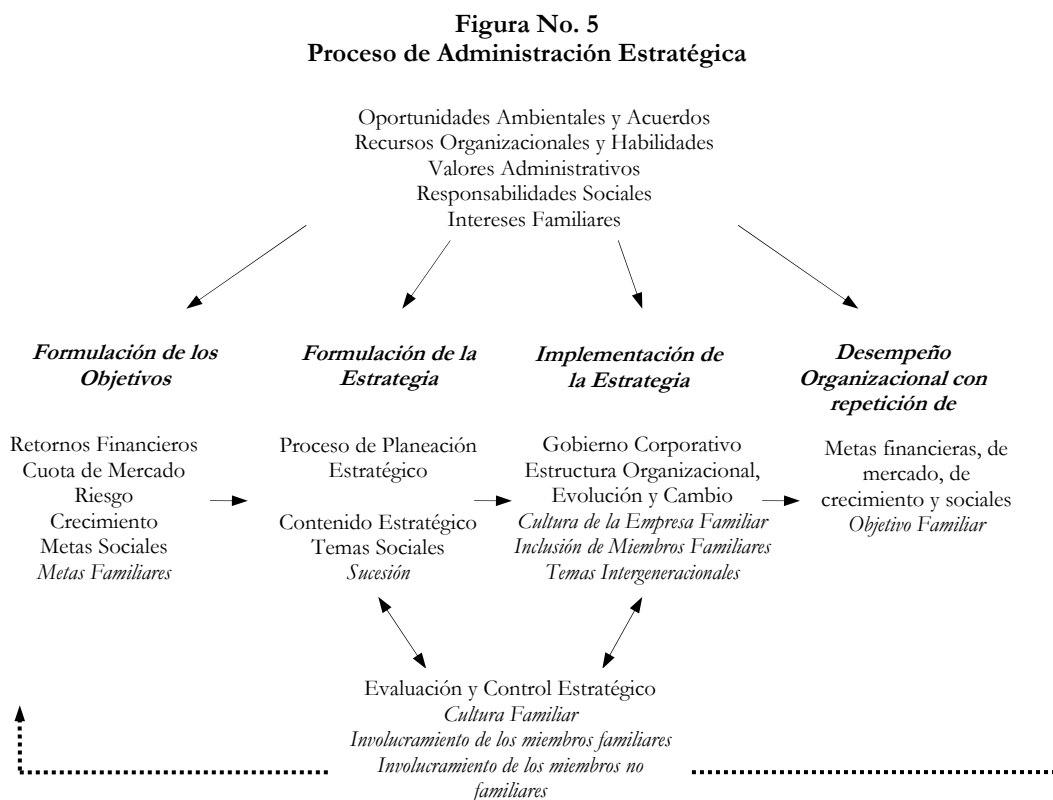 Figura No. 5
Proceso de Administración Estratégica
Oportunidades Ambientales y Acuerdos
Recursos Organizacionales y Habilidades
Valores Administrativos
Responsabilidades Sociales
Intereses Familiares
Formulación de los
Objetivos
Retornos Financieros
Cuota de Mercado
Riesgo
Crecimiento
Metas Sociales
Metas Familiares
Formulación de la
Estrategia
Proceso de Planeación
Estratégico
Contenido Estratégico
Temas Sociales
Sucesión
Implementación de
la Estrategia
Gobierno Corporativo
Estructura Organizacional,
Evolución y Cambio
Cultura de la Empresa Familiar
Inclusión de Miembros Familiares
Temas Intergeneracionales
Desempeño
Organizacional con
repetición de
Metas financieras, de
mercado, de
crecimiento y sociales
Objetivo Familiar
Evaluación y Control Estratégico
Cultura Familiar
Involucramiento de los miembros familiares
Involucramiento de los miembros no
familiares